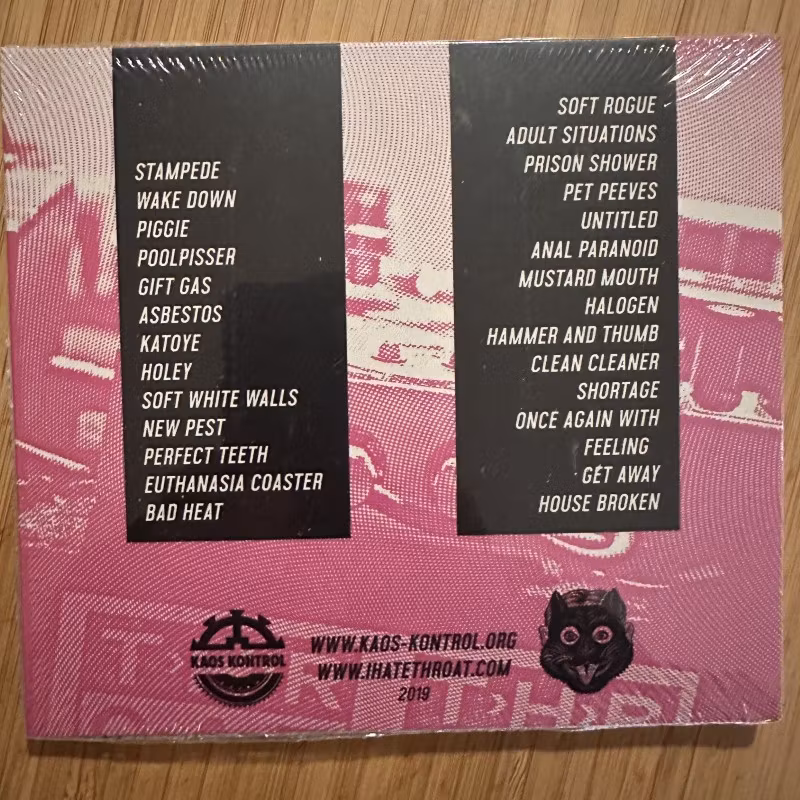 STAMPEDE
WAKE DOWN
PIGGIE
POOLPISSER
GIFT GAS
ASBESTOS
KATOYE
HOLEY
SOFT WHITE WALLS
NEW PEST
PERFECT TEETH
EUTHANASIA COASTER
BAD HEAT
SOFT ROGUE
ADULT SITUATIONS
PRISON SHOWER
PET PEEVES
UNTITLED
ANAL PARANOID
MUSTARD MOUTH
HALOGEN
HAMMER AND THUMB
CLEAN CLEANER
SHORTAGE
ONCE AGAIN WITH
FEELING
GET AWAY
HOUSE BROKEN
KAOS KONTROL
WWW.KAOS-KONTROL.ORG
WWW.IHATETHROAT.COM
2019